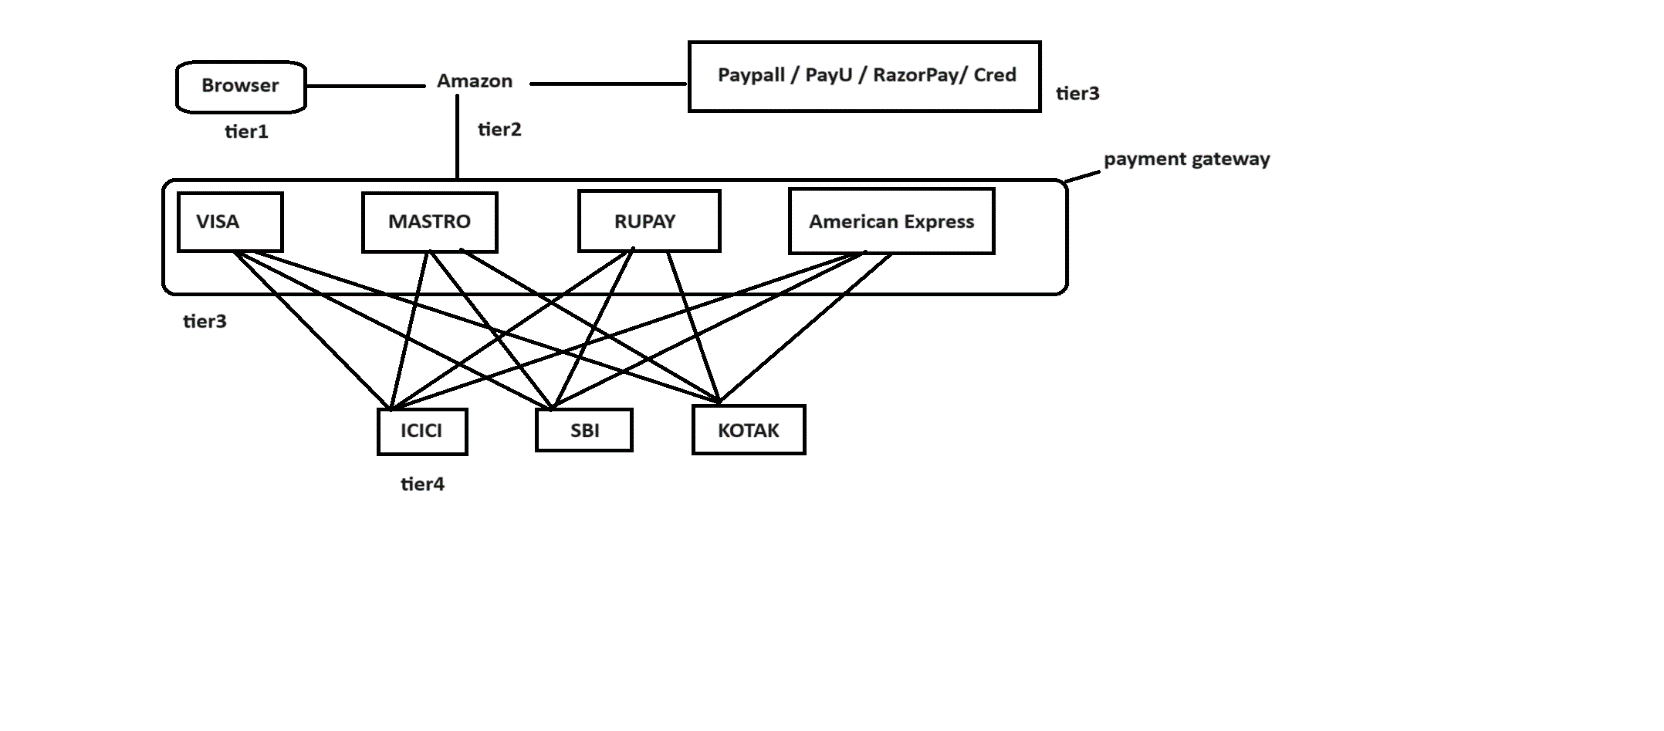 Browser
Amazon
Paypall / PayU / RazorPay/ Cred
tier3
tier1
tier2
payment gateway
VISA
MASTRO
RUPAY
American Express
tier3
ICICI
SBI
KOTAK
tier4